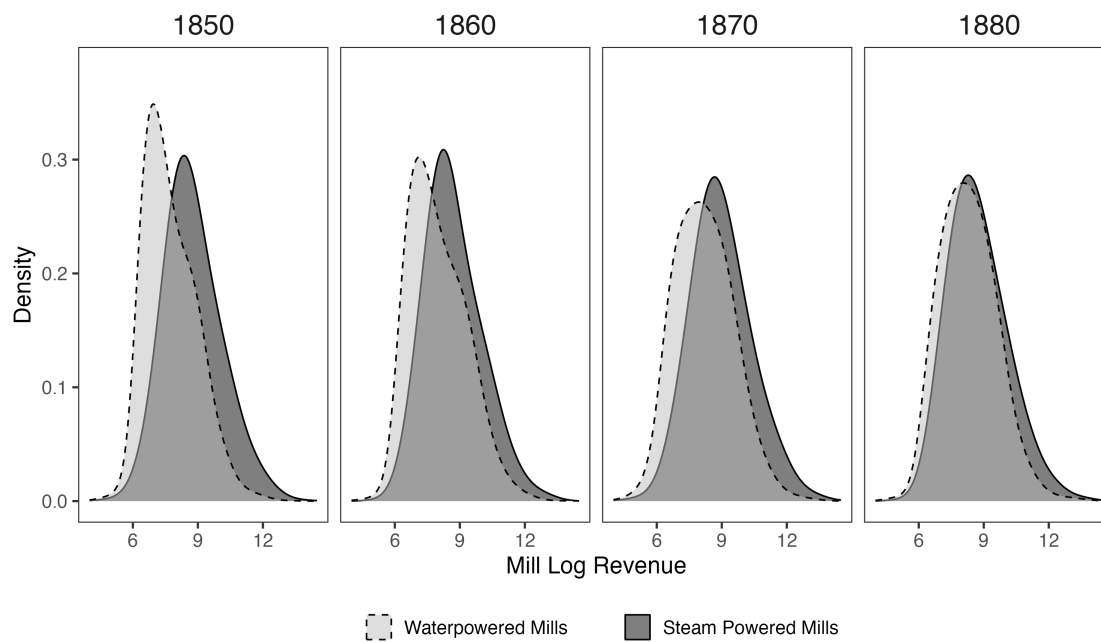 1850 1860 1870 1880
0.3
0.2
0.1
0.0
Density
6 9 12 6 9 12 6 9 12 6 9 12
Mill Log Revenue
Waterpowered Mills Steam Powered Mills